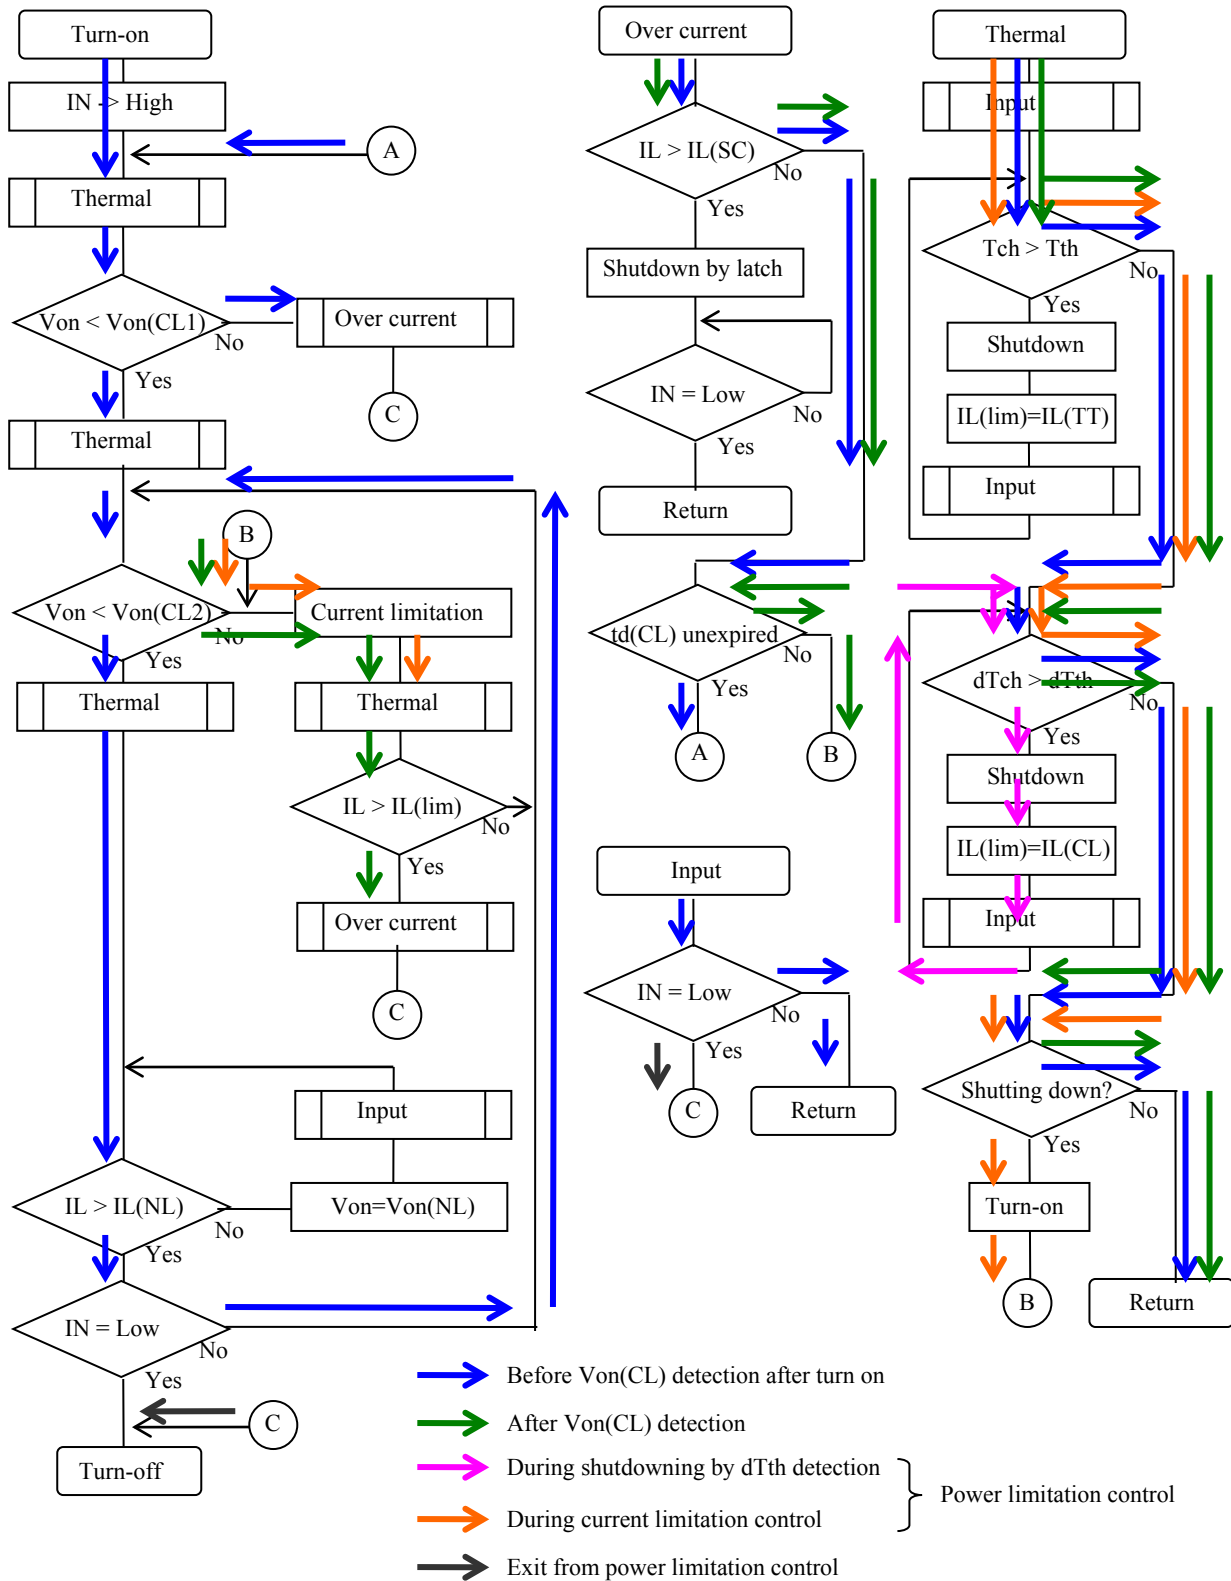 Turn-on
IN -> High
A
Thermal
Von < Von(CL1)
No
Yes
Over current
C
Thermal
B
Von < Von(CL2)
No
Yes
Current limitation
Thermal
Thermal
IL > IL(lim)
No
Yes
Over current
C
Input
Von=Von(NL)
IL > IL(NL)
No
Yes
IN = Low
No
Yes
C
Turn-off
Over current
IL > IL(SC)
No
Yes
Shutdown by latch
IN = Low
No
Yes
Return
td(CL) unexpired
No
Yes
A
B
Input
IN = Low
No
Yes
C
Return
Thermal
Input
Tch > Tth
No
Yes
Shutdown
IL(lim)=IL(TT)
Input
dTch > dTth
No
Yes
Shutdown
IL(lim)=IL(CL)
Input
Shutting down?
No
Yes
Turn-on
B
Return
Before Von(CL) detection after turn on
After Von(CL) detection
During shutdowning by dTth detection
During current limitation control
Power limitation control
Exit from power limitation control